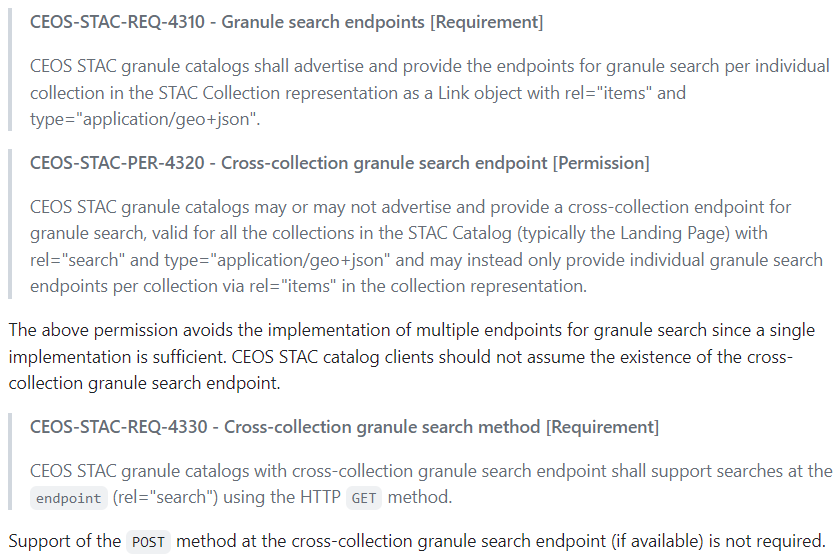 CEOS-STAC-REQ-4310 - Granule search endpoints [Requirement]
CEOS STAC granule catalogs shall advertise and provide the endpoints for granule search per individual
collection in the STAC Collection representation as a Link object with rel="items" and
type="application/geo+json".
CEOS-STAC-PER-4320 - Cross-collection granule search endpoint [Permission]
CEOS STAC granule catalogs may or may not advertise and provide a cross-collection endpoint for
granule search, valid for all the collections in the STAC Catalog (typically the Landing Page) with
rel="search" and type="application/geo+json" and may instead only provide individual granule search
endpoints per collection via rel="items" in the collection representation.
The above permission avoids the implementation of multiple endpoints for granule search since a single
implementation is sufficient. CEOS STAC catalog clients should not assume the existence of the cross-
collection granule search endpoint.
CEOS-STAC-REQ-4330 - Cross-collection granule search method [Requirement]
CEOS STAC granule catalogs with cross-collection granule search endpoint shall support searches at the
endpoint (rel="search") using the HTTP GET method.
Support of the POST method at the cross-collection granule search endpoint (if available) is not required.